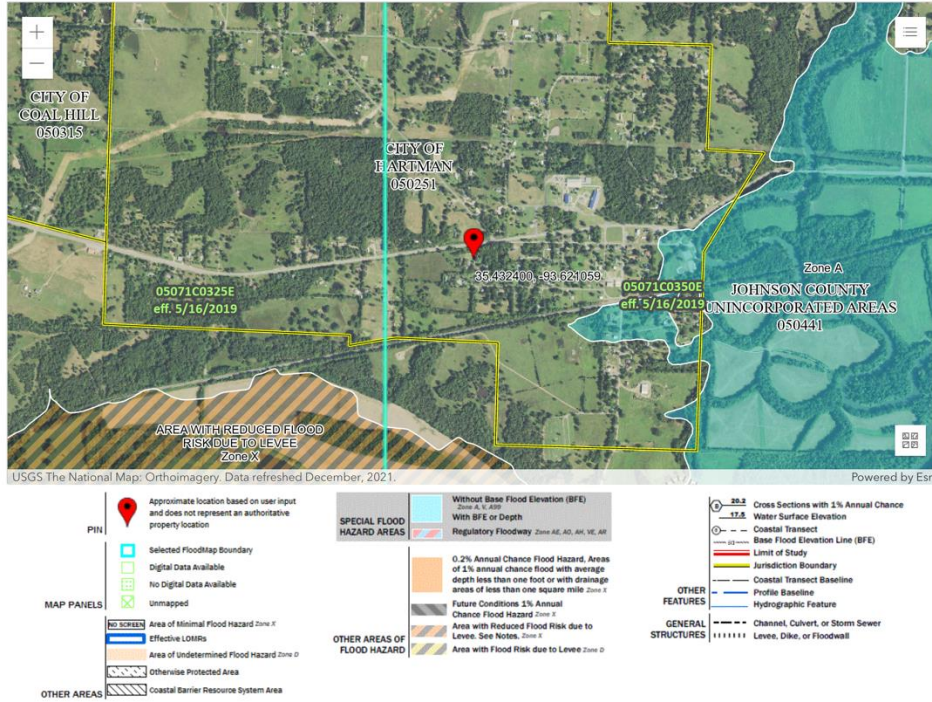 CITY OF
COAL HILL
050315
CITY OF
HARTMAN
050251
35.432400, -93.621059
05071C0325E
eff. 5/16/2019
05071C0350E
eff. 5/16/2019
Zone A
JOHNSON COUNTY
UNINCORPORATED AREAS
050441
AREA WITH REDUCED FLOOD
RISK DUE TO LEVEE
Zone X
USGS The National Map: Orthoimagery. Data refreshed December, 2021.
Powered by Esr
PIN
Approximate location based on user input
and does not represent an authoritative
property location
MAP PANELS
Selected FloodMap Boundary
Digital Data Available
No Digital Data Available
Unmapped
OTHER AREAS
NO SCREEN Area of Minimal Flood Hazard Zone X
Effective LOMRs
Area of Undetermined Flood Hazard Zone D
Otherwise Protected Area
Coastal Barrier Resource System Area
SPECIAL FLOOD
HAZARD AREAS
Without Base Flood Elevation (BFE)
Zone A, V, A99
With BFE or Depth
Regulatory Floodway Zone AE, AO, AH, VE, AR
OTHER AREAS OF
FLOOD HAZARD
0.2% Annual Chance Flood Hazard, Areas
of 1% annual chance flood with average
depth less than one foot or with drainage
areas of less than one square mile Zone X
Future Conditions 1% Annual
Chance Flood Hazard Zone X
Area with Reduced Flood Risk due to
Levee. See Notes. Zone X
Area with Flood Risk due to Levee Zone D
OTHER
FEATURES
20.2 Cross Sections with 1% Annual Chance
17.5 Water Surface Elevation
Coastal Transect
Base Flood Elevation Line (BFE)
Limit of Study
Jurisdiction Boundary
Coastal Transect Baseline
Profile Baseline
Hydrographic Feature
GENERAL
STRUCTURES
Channel, Culvert, or Storm Sewer
Levee, Dike, or Floodwall